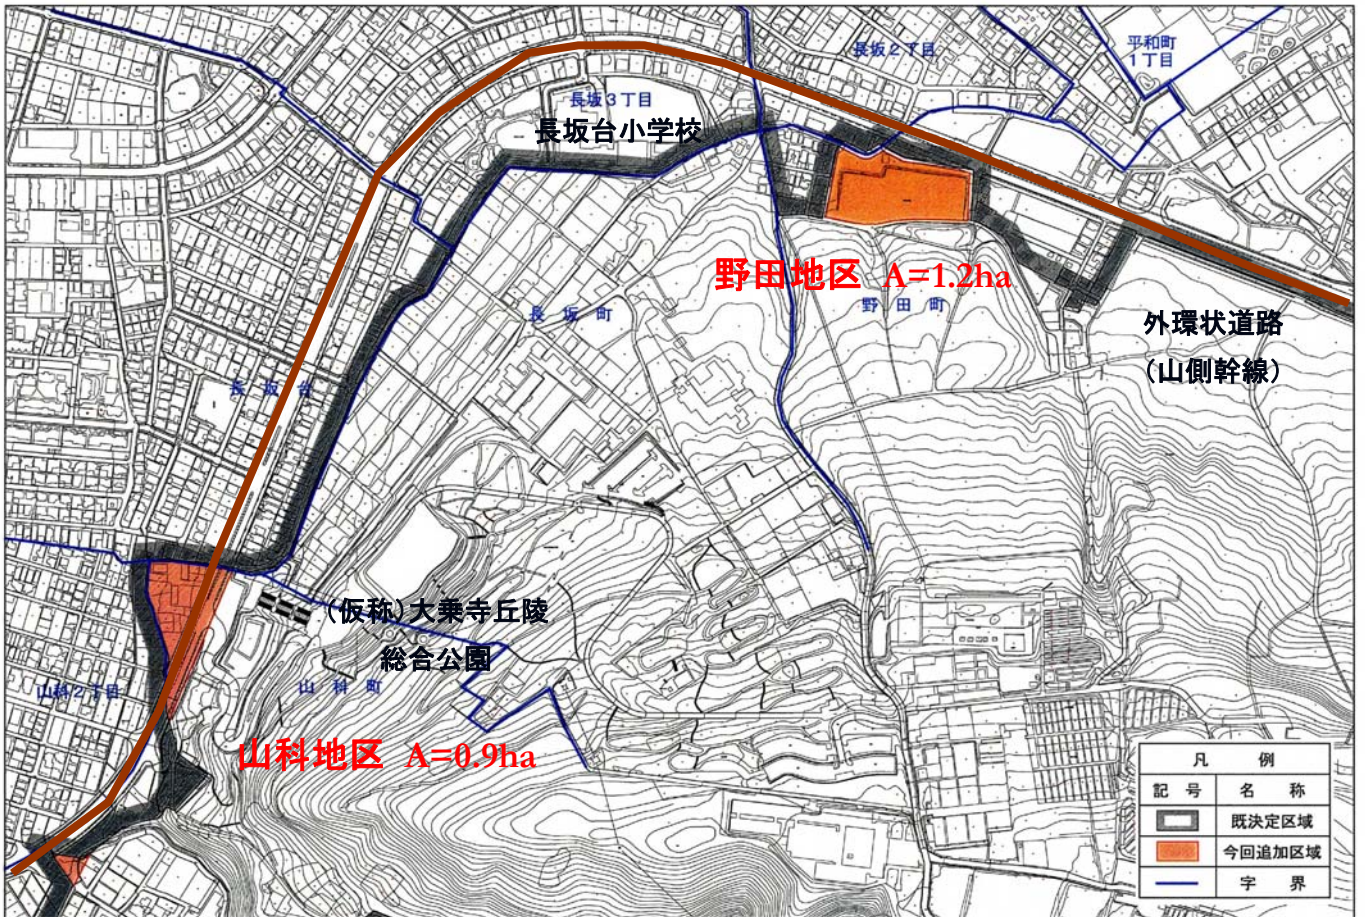 長坂2丁目
平和町
1丁目
長坂3丁目
長坂台小学校
野田地区 A=1.2ha
野田町
長坂町
外環状道路
(山側幹線)
長坂台
(仮称)大乗寺丘陵
総合公園
山科町
山科2丁目
山科地区 A=0.9ha
凡 例
記 号 名 称
既決定区域
今回追加区域
字 界